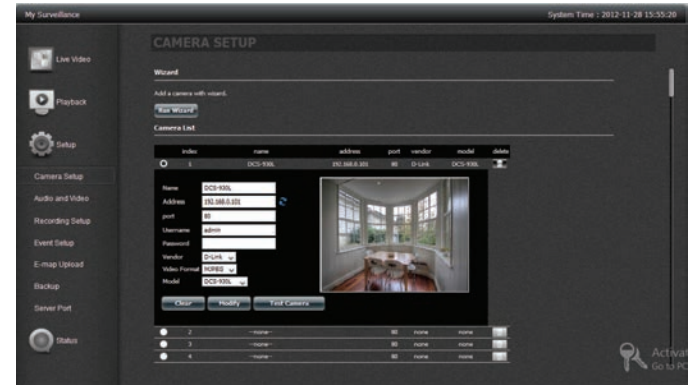 My Surveillance System Time : 2012-11-28 15:55:20
CAMERA SETUP
Live Video
Playback
Setup
Camera Setup
Audio and Video
Recording Setup
Event Setup
E-map Upload
Backup
Server Port
Status
Wizard
Add a camera with wizard.
Run Wizard
Camera List
index name address port vendor model delete
1 DCS-930L 192.168.0.101 80 D-Link DCS-930L
Name DCS-930L
Address 192.168.0.101
port 80
Username admin
Password
Vendor D-Link
Video Format MJPEG
Model DCS-930L
Clear Modify Test Camera
2 --none-- 80 none none
3 --none-- 80 none none
4 --none-- 80 none none
Activat
Go to PC